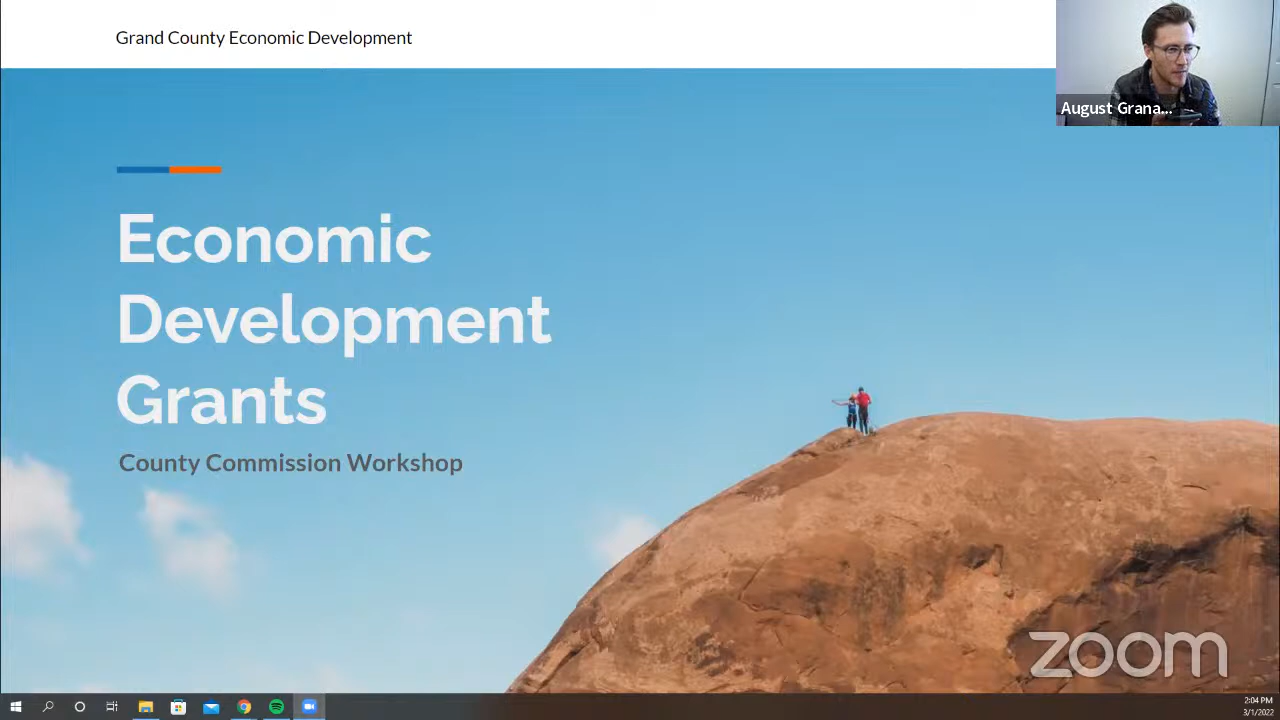 Grand County Economic Development
August Grana...
Economic
Development
Grants
County Commission Workshop
zoom
2:04 PM
3/1/2022